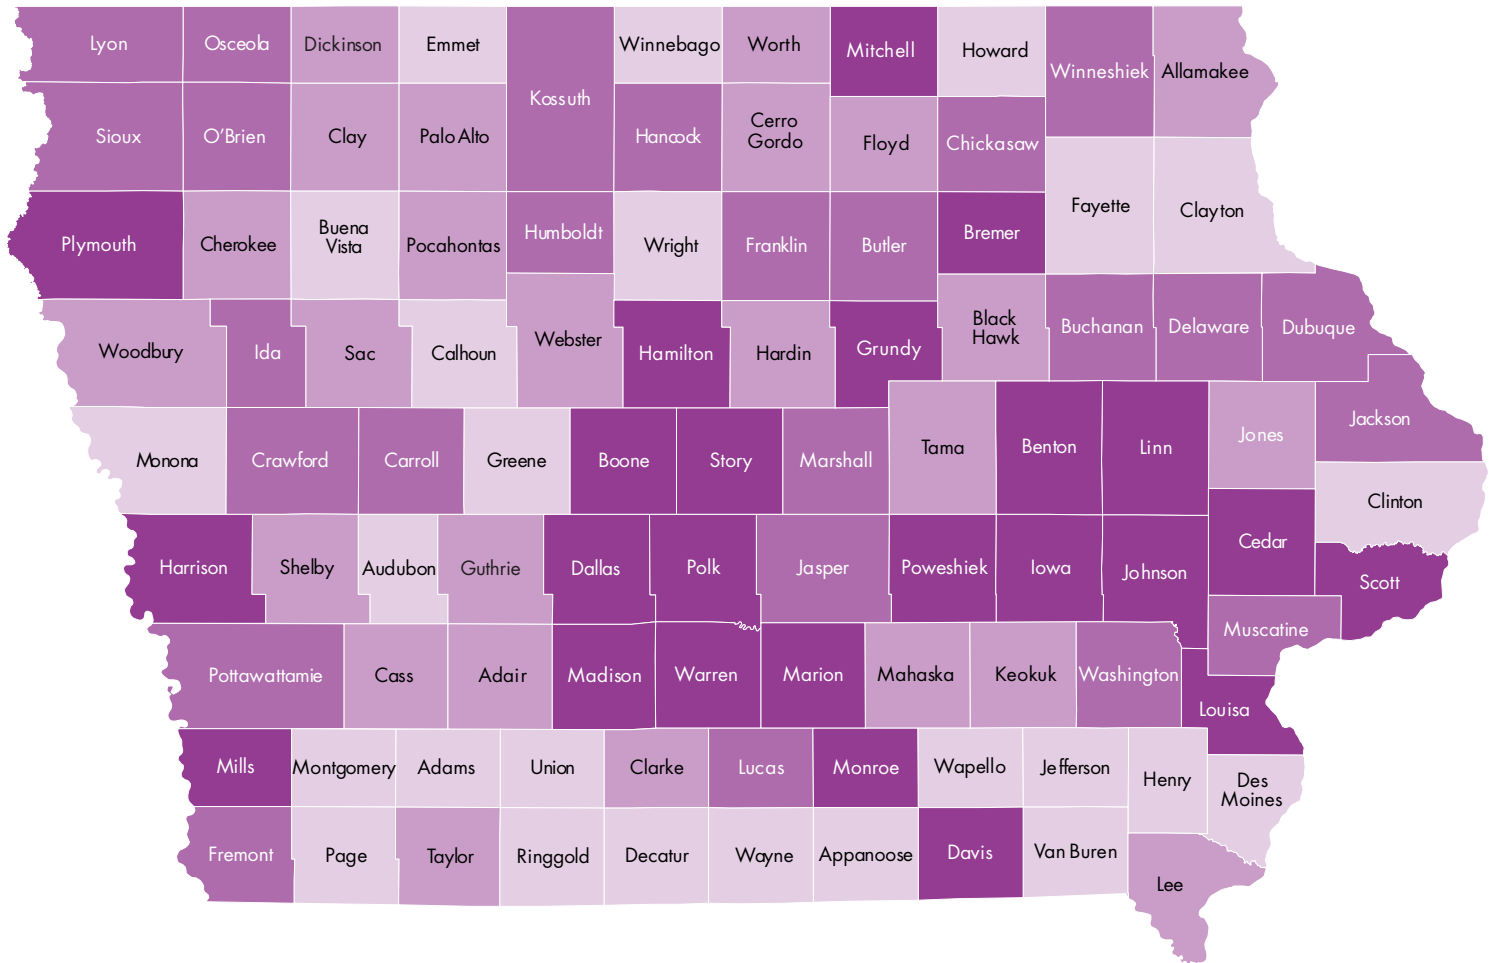 Lyon
Osceola
Dickinson
Emmet
Kossuth
Winnebago
Worth
Mitchell
Howard
Winneshiek
Allamakee
Sioux
O’Brien
Clay
Palo Alto
Hancock
Cerro
Gordo
Floyd
Chickasaw
Fayette
Clayton
Plymouth
Cherokee
Buena
Vista
Pocahontas
Humboldt
Wright
Franklin
Butler
Bremer
Woodbury
Ida
Sac
Calhoun
Webster
Hamilton
Hardin
Grundy
Black
Hawk
Buchanan
Delaware
Dubuque
Monona
Crawford
Carroll
Greene
Boone
Story
Marshall
Tama
Benton
Linn
Jones
Jackson
Clinton
Harrison
Shelby
Audubon
Guthrie
Dallas
Polk
Jasper
Poweshiek
Iowa
Johnson
Cedar
Scott
Muscatine
Pottawattamie
Cass
Adair
Madison
Warren
Marion
Mahaska
Keokuk
Washington
Louisa
Mills
Montgomery
Adams
Union
Clarke
Lucas
Monroe
Wapello
Jefferson
Henry
Des
Moines
Fremont
Page
Taylor
Ringgold
Decatur
Wayne
Appanoose
Davis
Van Buren
Lee